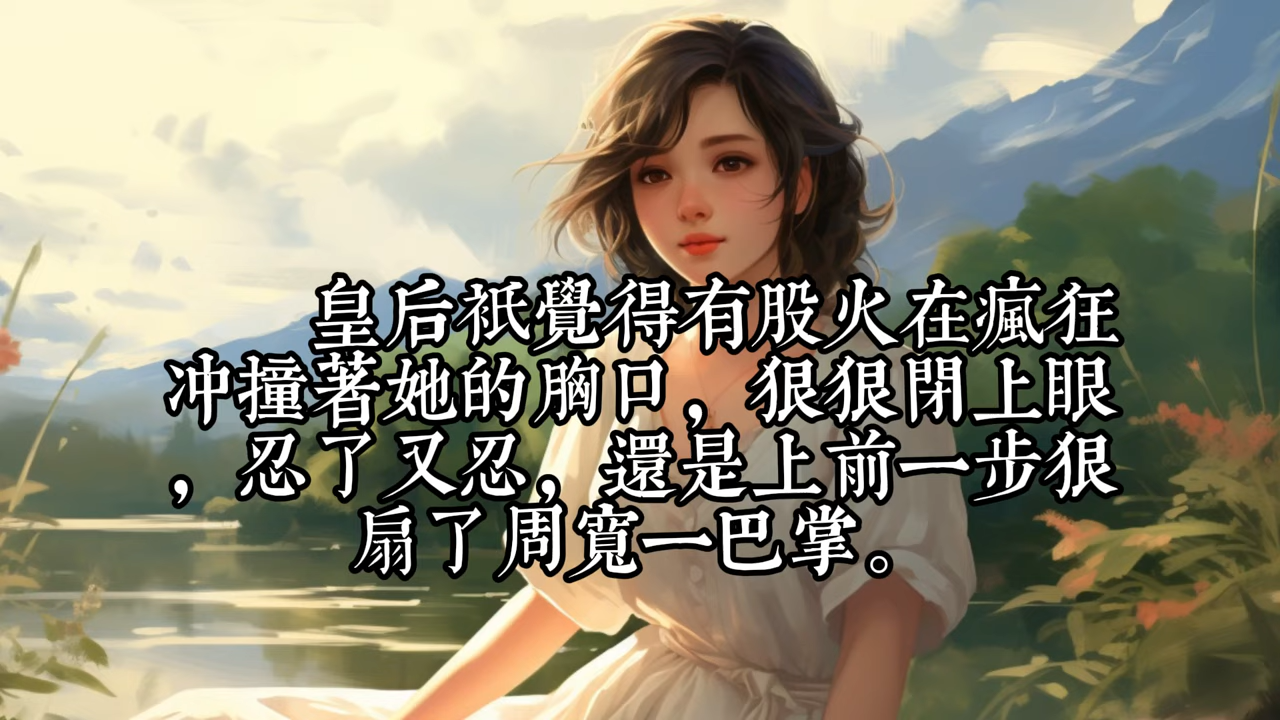 皇后衹覺得有股火在瘋狂
冲撞著她的胸口，狠狠閉上眼
，忍了又忍，還是上前一步狠
扇了周寬一巴掌。